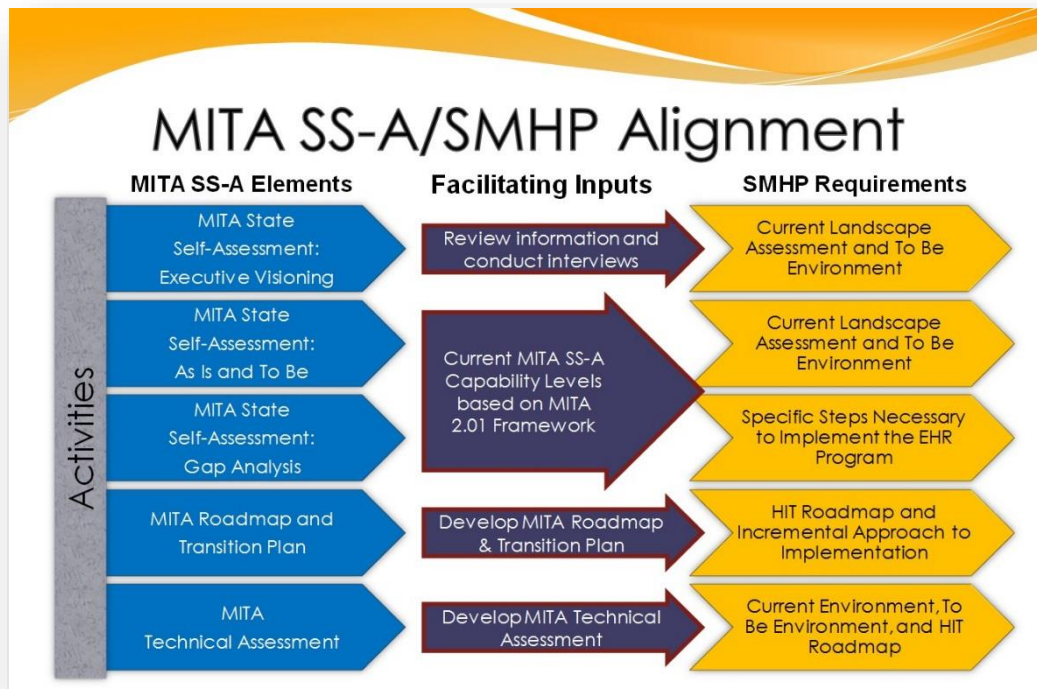 MITA SS-A/SMHP Alignment
MITA SS-A Elements
Facilitating Inputs
SMHP Requirements
Activities
MITA State
Self-Assessment:
Executive Visioning
Review information and
conduct interviews
Current Landscape
Assessment and To Be
Environment
MITA State
Self-Assessment:
As Is and To Be
Current MITA SS-A
Capability Levels
based on MITA
2.01 Framework
Current Landscape
Assessment and To Be
Environment
MITA State
Self-Assessment:
Gap Analysis
Specific Steps Necessary
to Implement the EHR
Program
MITA Roadmap and
Transition Plan
Develop MITA Roadmap
& Transition Plan
HIT Roadmap and
Incremental Approach to
Implementation
MITA
Technical Assessment
Develop MITA Technical
Assessment
Current Environment, To
Be Environment, and HIT
Roadmap